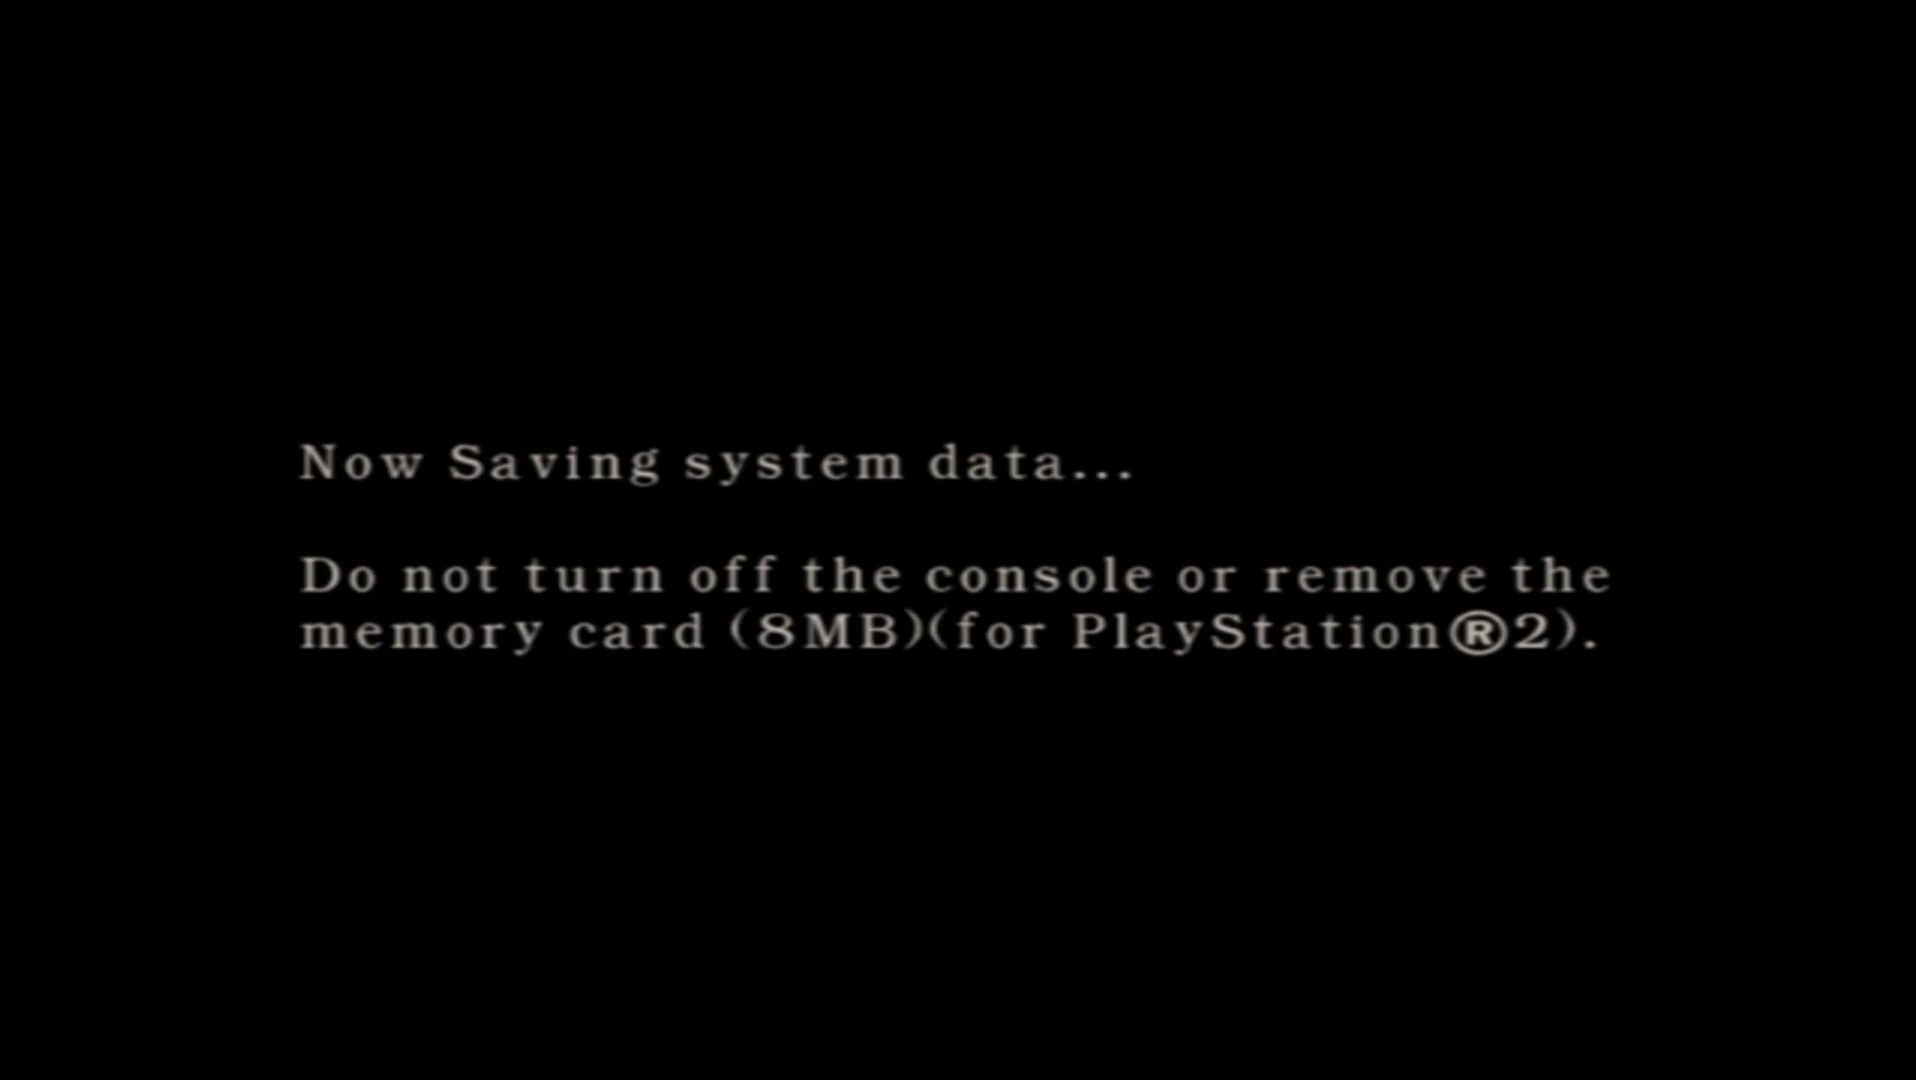 Now Saving system data...
Do not turn off the console or remove the
memory card (8MB)(for PlayStation®2).